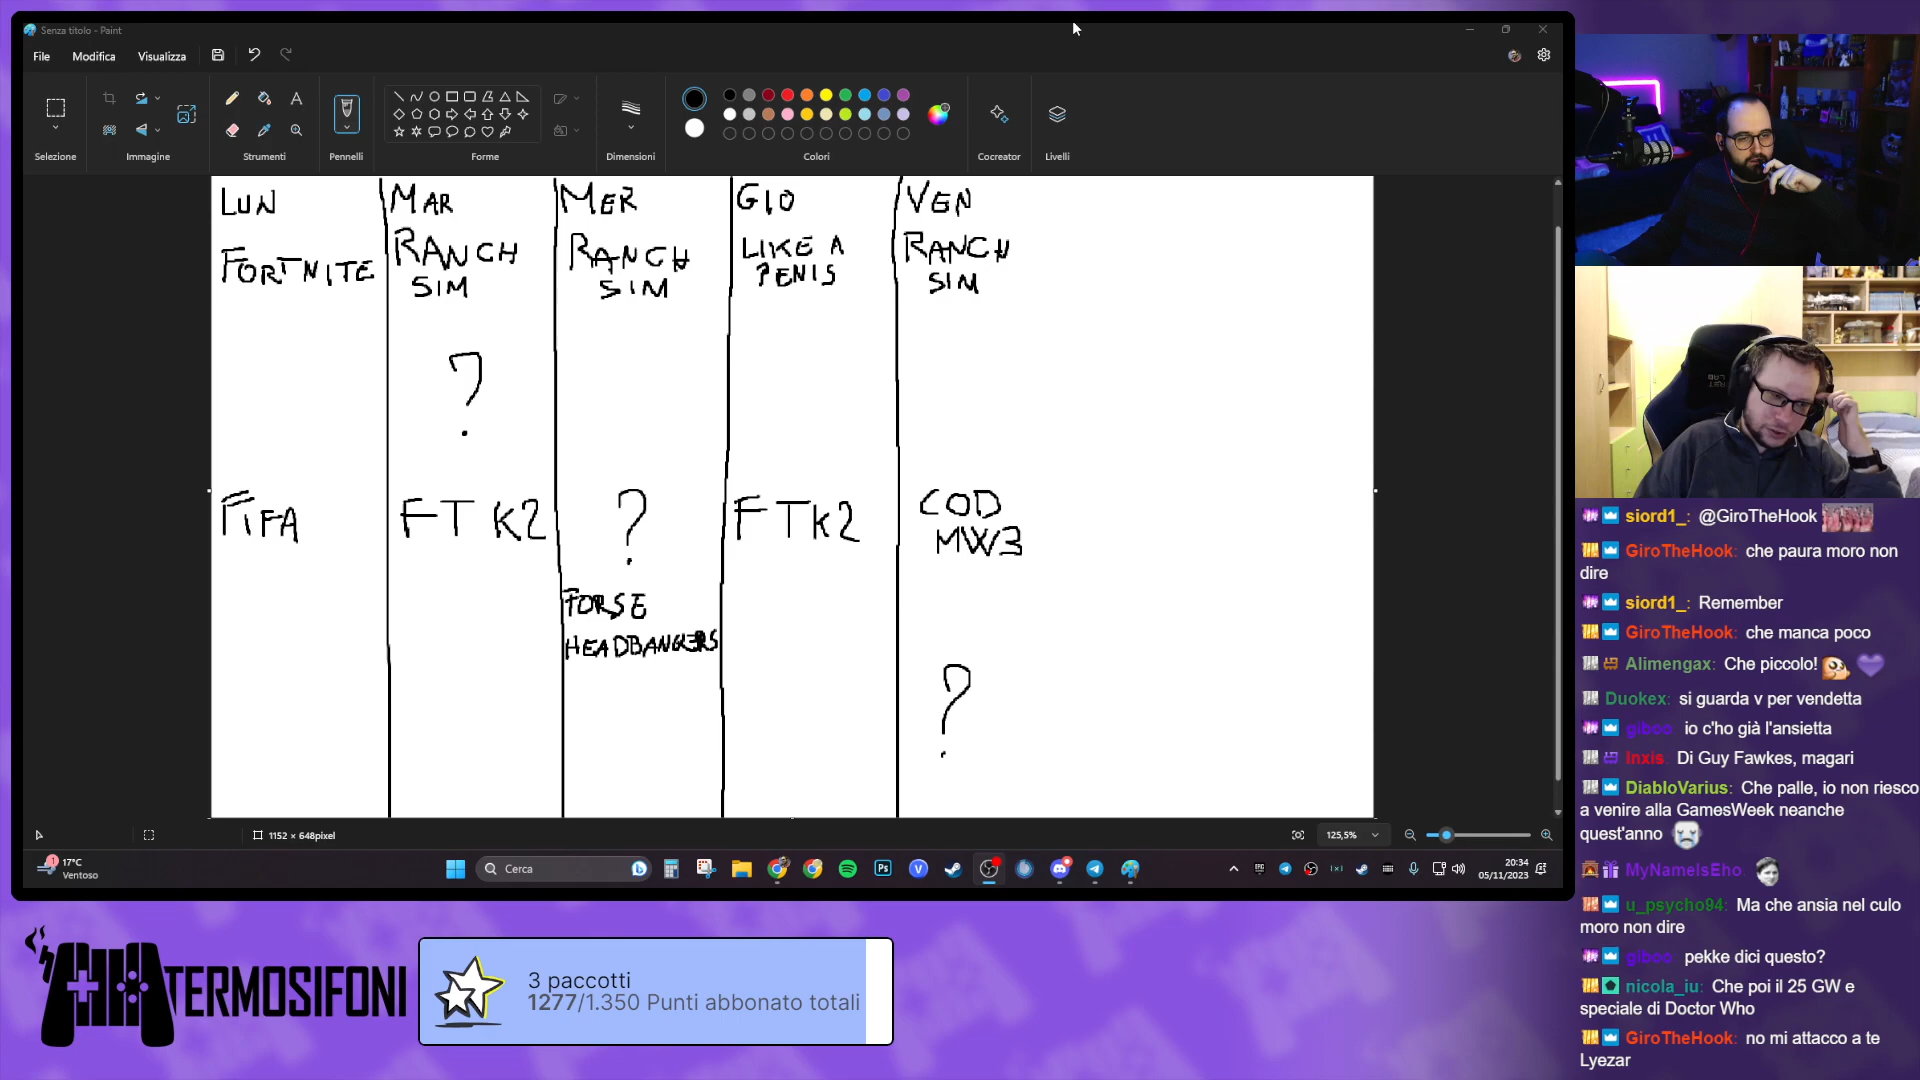 Senza titolo - Paint
File Modifica Visualizza
Selezione Immagine Strumenti Pennelli Forme Dimensioni Colori Cocreator Livelli
LUN MAR MER GIO VEN
FORTNITE
RANCH
SIM
RANCH
SIM
LIKE A
PENIS
RANCH
SIM
?
FIFA
FTK2
?
FORSE
HEADBANGERS
FTK2
COD
MW3
?
1152 × 648pixel
125,5%
17°C
Ventoso
1
Cerca
Ps
V
20:34
05/11/2023
TERMOSIFONI
3 paccotti
1277/1.350 Punti abbonato totali
siord1_: @GiroTheHook
GiroTheHook: che paura moro non
dire
siord1_: Remember
GiroTheHook: che manca poco
Alimengax: Che piccolo!
Duokex: si guarda v per vendetta
giboo: io c'ho già l'ansietta
Inxis: Di Guy Fawkes, magari
DiabloVarius: Che palle, io non riesco
a venire alla GamesWeek neanche
quest'anno
MyNameIsEho:
u_psycho94: Ma che ansia nel culo
moro non dire
giboo: pekke dici questo?
nicola_iu: Che poi il 25 GW e
speciale di Doctor Who
GiroTheHook: no mi attacco a te
Lyezar